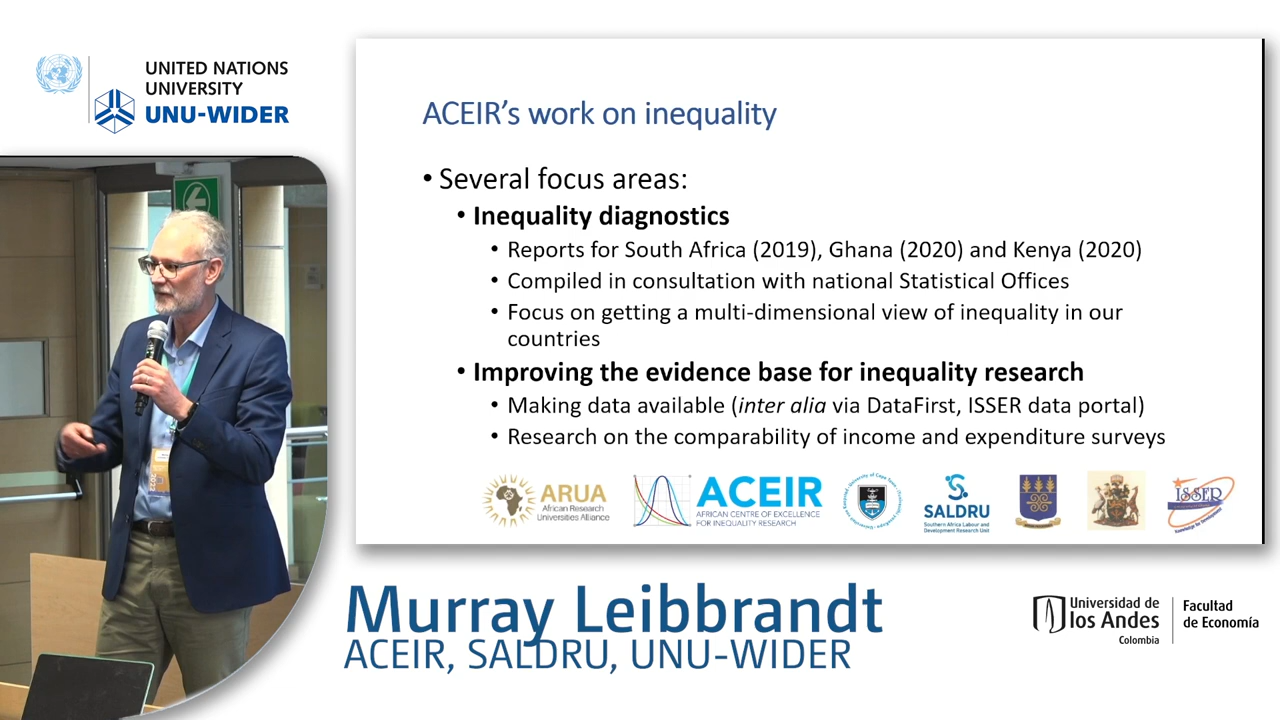 UNITED NATIONS
UNIVERSITY
UNU-WIDER
ACEIR's work on inequality
• Several focus areas:
• Inequality diagnostics
• Reports for South Africa (2019), Ghana (2020) and Kenya (2020)
• Compiled in consultation with national Statistical Offices
• Focus on getting a multi-dimensional view of inequality in our
countries
• Improving the evidence base for inequality research
• Making data available (inter alia via DataFirst, ISSER data portal)
• Research on the comparability of income and expenditure surveys
ARUA
African Research
Universities Alliance
ACEIR
AFRICAN CENTRE OF EXCELLENCE
FOR INEQUALITY RESEARCH
SALDRU
Southern Africa Labour and
Development Research Unit
ISSER
Knowledge for Development
Murray Leibbrandt
ACEIR, SALDRU, UNU-WIDER
Universidad de
los Andes
Colombia
Facultad
de Economía